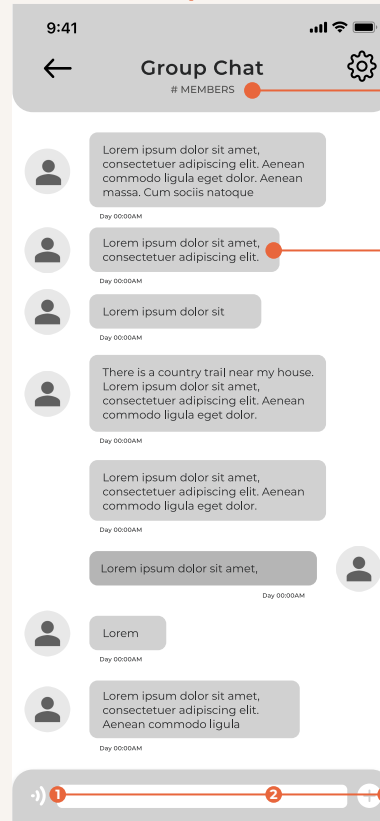 9:41
Group Chat
# MEMBERS
Lorem ipsum dolor sit amet,
consectetuer adipiscing elit. Aenean
commodo ligula eget dolor. Aenean
massa. Cum sociis natoque
Day 00:00AM
Lorem ipsum dolor sit amet,
consectetuer adipiscing elit.
Day 00:00AM
Lorem ipsum dolor sit
Day 00:00AM
There is a country trail near my house.
Lorem ipsum dolor sit amet,
consectetuer adipiscing elit. Aenean
commodo ligula eget dolor.
Day 00:00AM
Lorem ipsum dolor sit amet,
consectetuer adipiscing elit. Aenean
commodo ligula eget dolor.
Day 00:00AM
Lorem ipsum dolor sit amet,
Day 00:00AM
Lorem
Day 00:00AM
Lorem ipsum dolor sit amet,
consectetuer adipiscing elit.
Aenean commodo ligula
Day 00:00AM
1 2